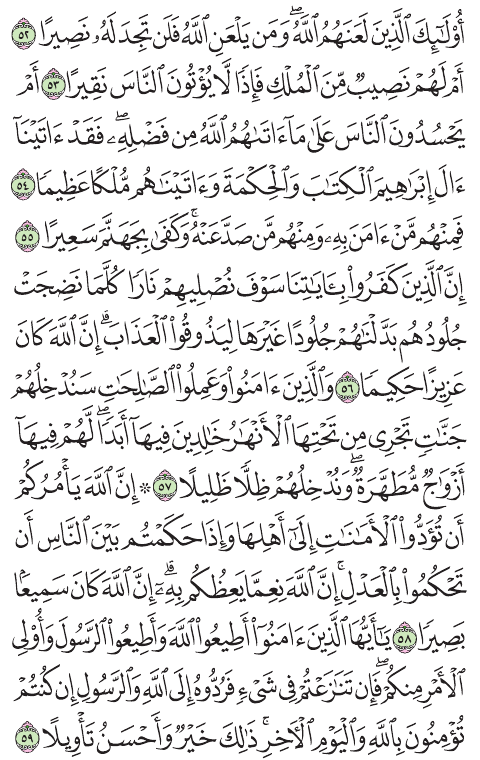 أُوْلَـٰٓئِكَ ٱلَّذِينَ لَعَنَهُمُ ٱللَّهُۖ وَمَن يَلْعَنِ ٱللَّهُ فَلَن تَجِدَ لَهُۥ نَصِيرًا ٥٢
أَمْ لَهُمْ نَصِيبٌ مِّنَ ٱلْمُلْكِ فَإِذًا لَّا يُؤْتُونَ ٱلنَّاسَ نَقِيرًا ٥٣ أَمْ
يَحْسُدُونَ ٱلنَّاسَ عَلَىٰ مَآ ءَاتَىٰهُمُ ٱللَّهُ مِن فَضْلِهِۦۖ فَقَدْ ءَاتَيْنَآ
ءَالَ إِبْرَٰهِيمَ ٱلْكِتَـٰبَ وَٱلْحِكْمَةَ وَءَاتَيْنَـٰهُم مُّلْكًا عَظِيمًا ٥٤
فَمِنْهُم مَّنْ ءَامَنَ بِهِۦ وَمِنْهُم مَّن صَدَّ عَنْهُۚ وَكَفَىٰ بِجَهَنَّمَ سَعِيرًا ٥٥
إِنَّ ٱلَّذِينَ كَفَرُواْ بِـَٔايَـٰتِنَا سَوْفَ نُصْلِيهِمْ نَارًا كُلَّمَا نَضِجَتْ
جُلُودُهُم بَدَّلْنَـٰهُمْ جُلُودًا غَيْرَهَا لِيَذُوقُواْ ٱلْعَذَابَۗ إِنَّ ٱللَّهَ كَانَ
عَزِيزًا حَكِيمًا ٥٦ وَٱلَّذِينَ ءَامَنُواْ وَعَمِلُواْ ٱلصَّـٰلِحَـٰتِ سَنُدْخِلُهُمْ
جَنَّـٰتٍ تَجْرِى مِن تَحْتِهَا ٱلْأَنْهَـٰرُ خَـٰلِدِينَ فِيهَآ أَبَدًاۖ لَّهُمْ فِيهَآ
أَزْوَٰجٌ مُّطَهَّرَةٌۖ وَنُدْخِلُهُمْ ظِلًّا ظَلِيلًا ٥٧ ۞ إِنَّ ٱللَّهَ يَأْمُرُكُمْ
أَن تُؤَدُّواْ ٱلْأَمَـٰنَـٰتِ إِلَىٰٓ أَهْلِهَا وَإِذَا حَكَمْتُم بَيْنَ ٱلنَّاسِ أَن
تَحْكُمُواْ بِٱلْعَدْلِۚ إِنَّ ٱللَّهَ نِعِمَّا يَعِظُكُم بِهِۦٓۗ إِنَّ ٱللَّهَ كَانَ سَمِيعًۢا
بَصِيرًا ٥٨ يَـٰٓأَيُّهَا ٱلَّذِينَ ءَامَنُوٓاْ أَطِيعُواْ ٱللَّهَ وَأَطِيعُواْ ٱلرَّسُولَ وَأُوْلِى
ٱلْأَمْرِ مِنكُمْۖ فَإِن تَنَـٰزَعْتُمْ فِى شَىْءٍ فَرُدُّوهُ إِلَى ٱللَّهِ وَٱلرَّسُولِ إِن كُنتُمْ
تُؤْمِنُونَ بِٱللَّهِ وَٱلْيَوْمِ ٱلْـَٔاخِرِۚ ذَٰلِكَ خَيْرٌ وَأَحْسَنُ تَأْوِيلًا ٥٩